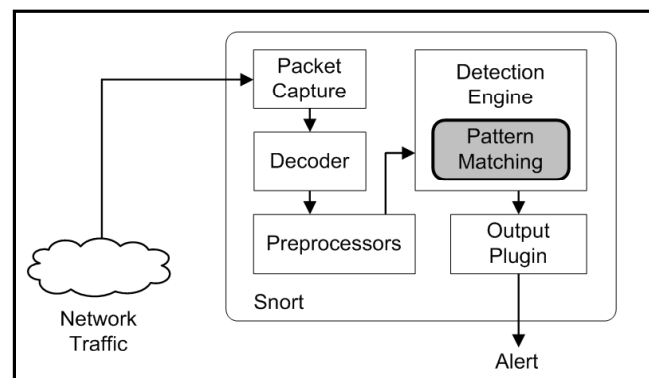 Packet
Capture
Decoder
Preprocessors
Detection
Engine
Pattern
Matching
Output
Plugin
Snort
Network
Traffic
Alert